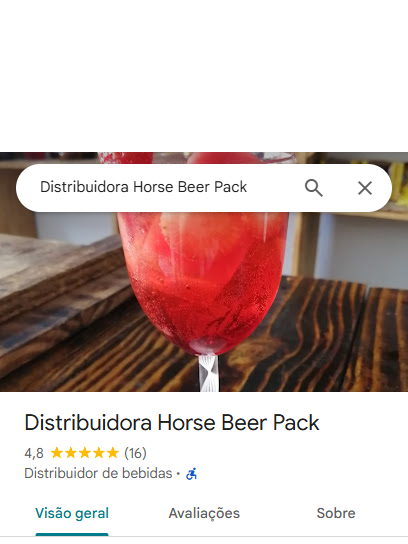 Distribuidora Horse Beer Pack
Distribuidora Horse Beer Pack
4,8 (16)
Distribuidor de bebidas ·
Visão geral Avaliações Sobre